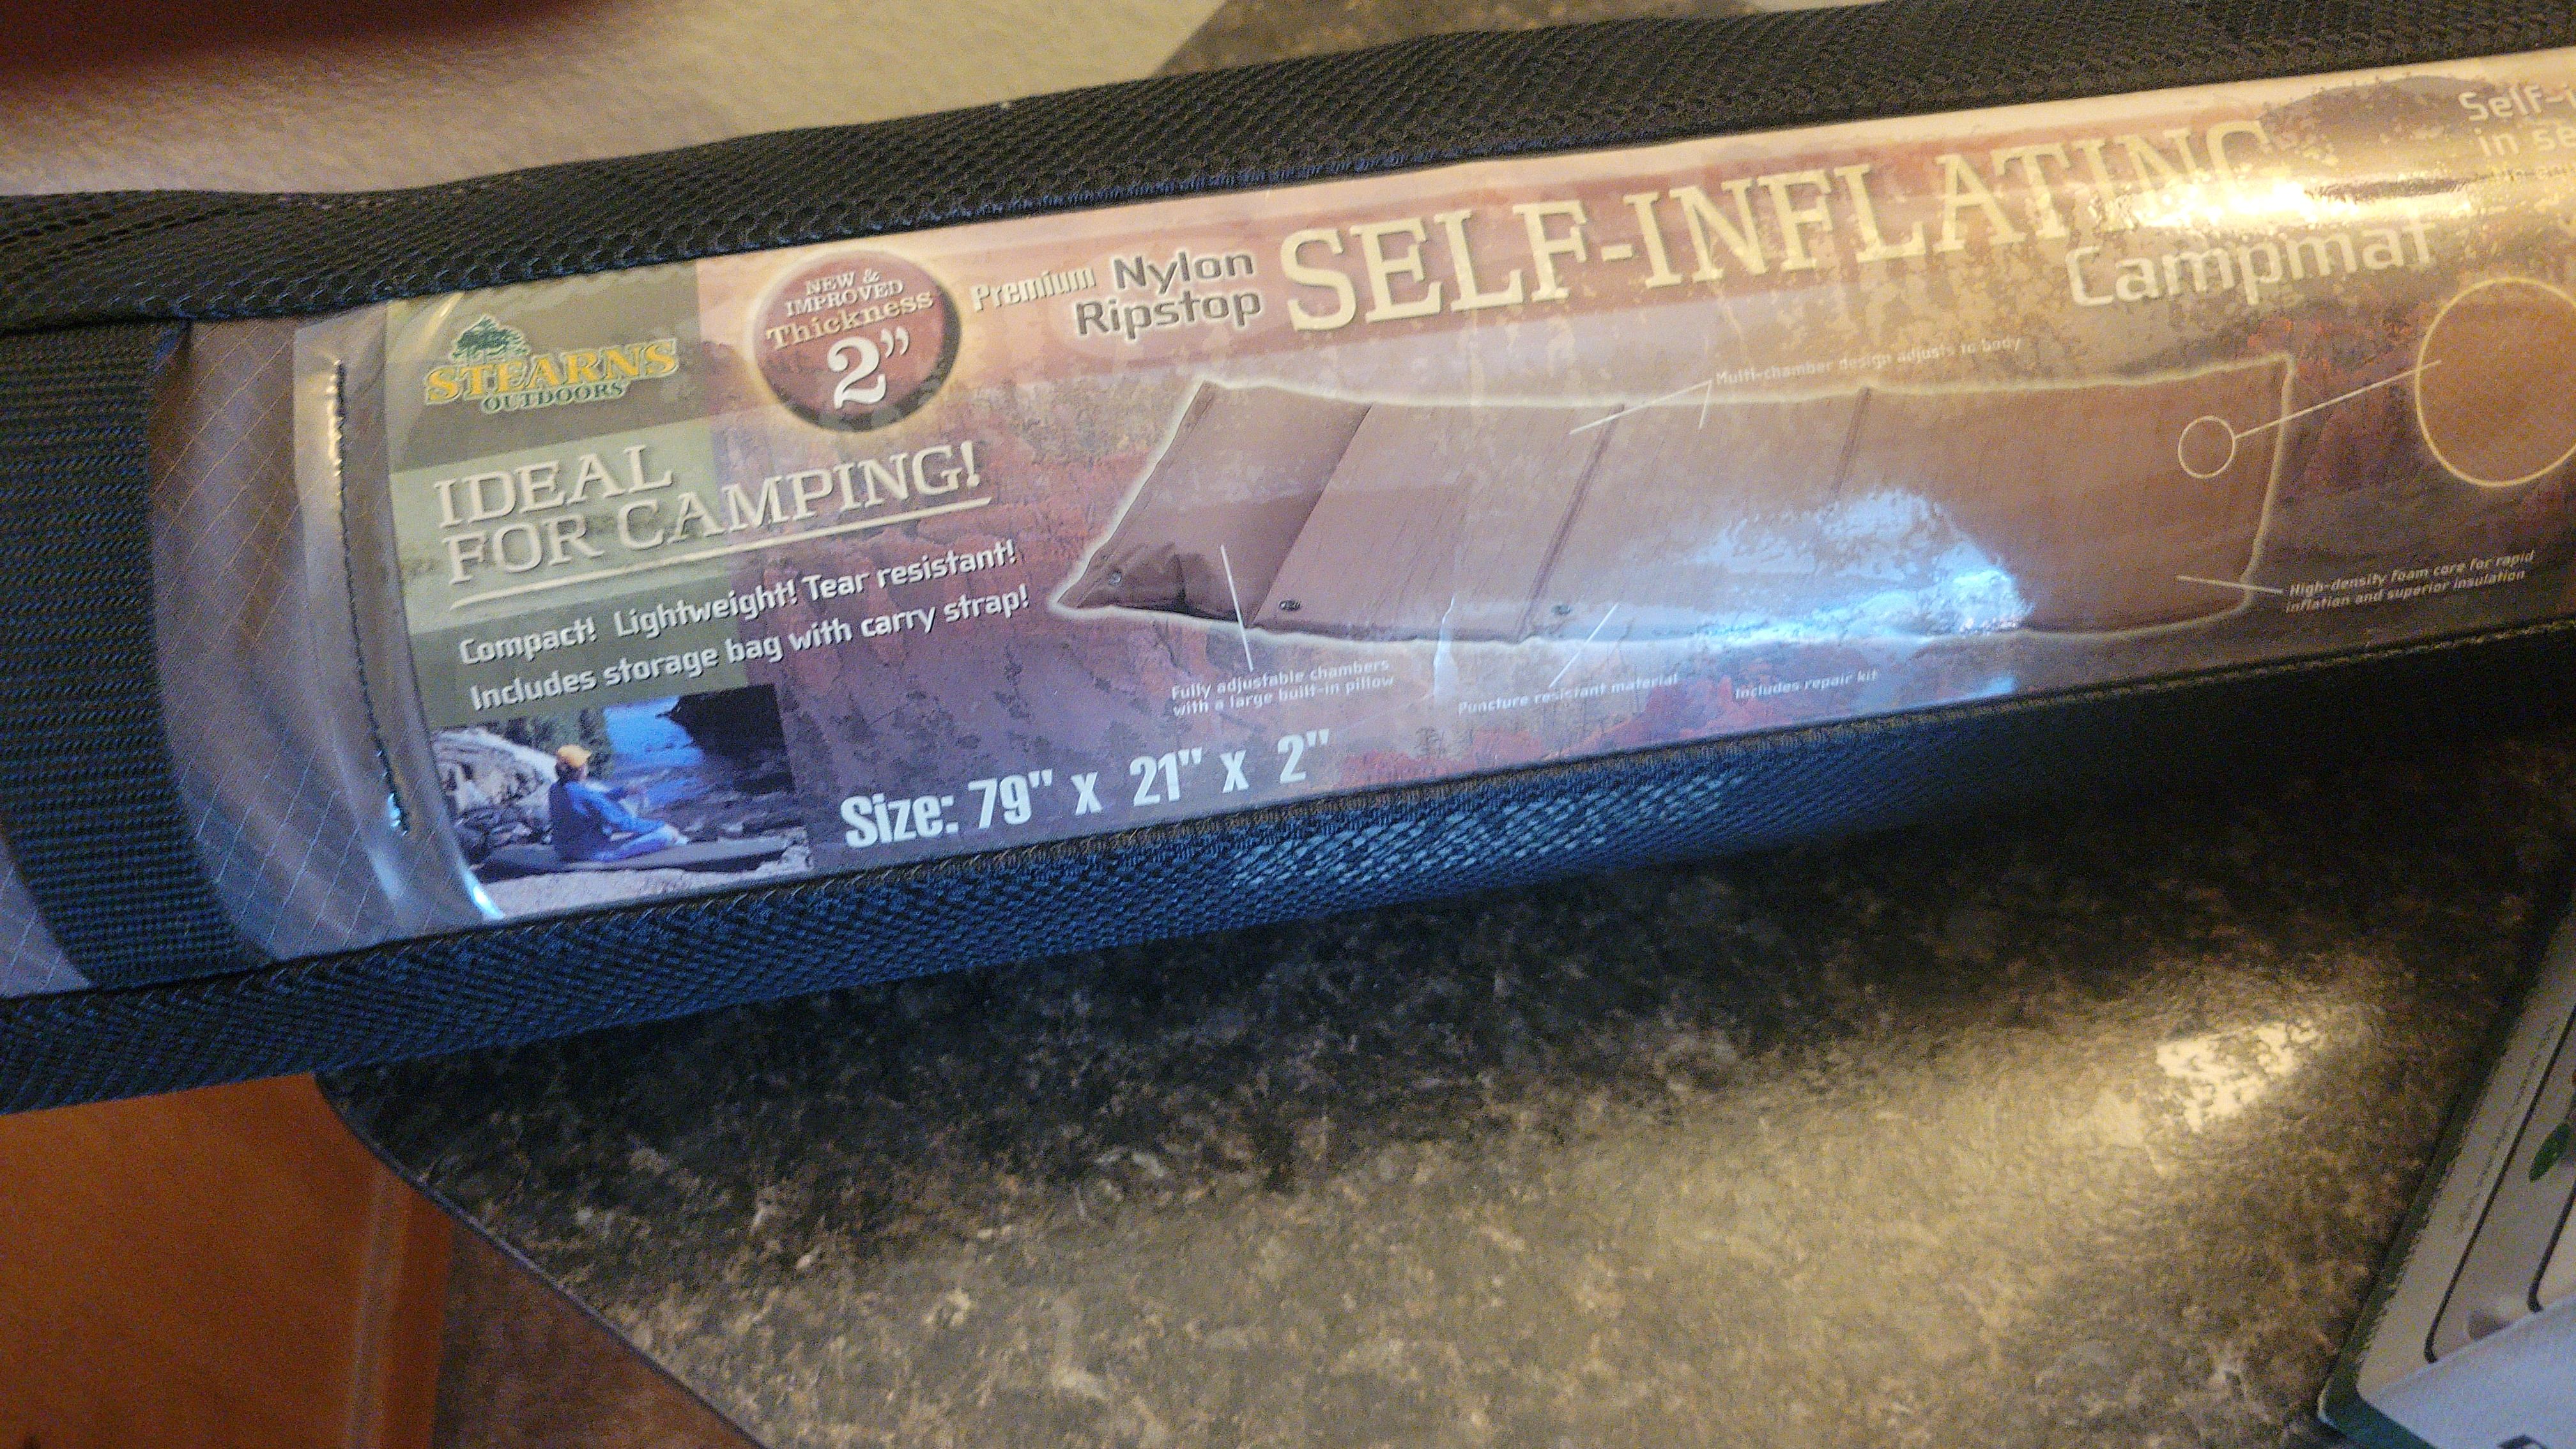 STEARNS
OUTDOORS
NEW &
IMPROVED
Thickness
2"
Premium Nylon
Ripstop
SELF-INFLATING
Campmat
IDEAL
FOR CAMPING!
Compact! Lightweight! Tear resistant!
Includes storage bag with carry strap!
Multi-chamber design adjusts to body
Fully adjustable chambers
with a large built-in pillow
Puncture resistant material
Includes repair kit
High-density foam core for rapid
inflation and superior insulation
Size: 79" x 21" x 2"
Self-
in